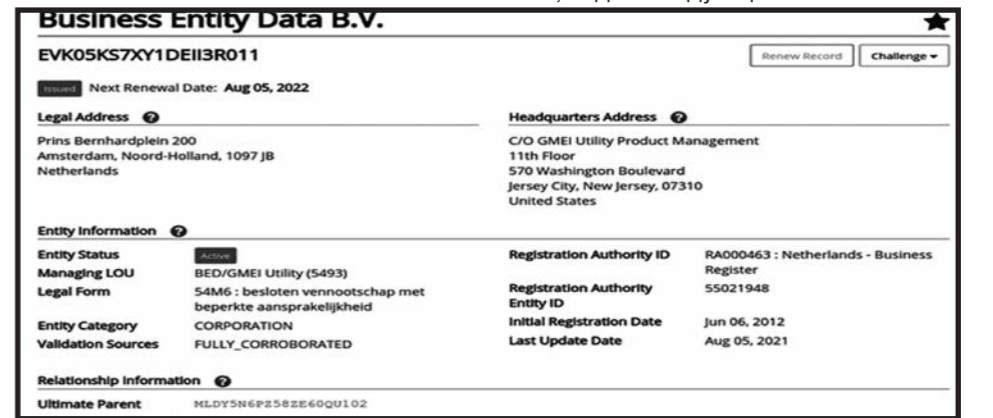 Business Entity Data B.V.
EVK05KS7XY1DEII3R011
Renew Record
Challenge
Issued Next Renewal Date: Aug 05, 2022
Legal Address
Prins Bernhardplein 200
Amsterdam, Noord-Holland, 1097 JB
Netherlands
Headquarters Address
C/O GMEI Utility Product Management
11th Floor
570 Washington Boulevard
Jersey City, New Jersey, 07310
United States
Entity Information
Entity Status Active
Managing LOU BED/GMEI Utility (5493)
Legal Form 54M6 : besloten vennootschap met
beperkte aansprakelijkheid
Entity Category CORPORATION
Validation Sources FULLY_CORROBORATED
Registration Authority ID RA000463 : Netherlands - Business
Register
Registration Authority 55021948
Entity ID
Initial Registration Date Jun 06, 2012
Last Update Date Aug 05, 2021
Relationship Information
Ultimate Parent MLDY5N6PZ58ZE60QU102